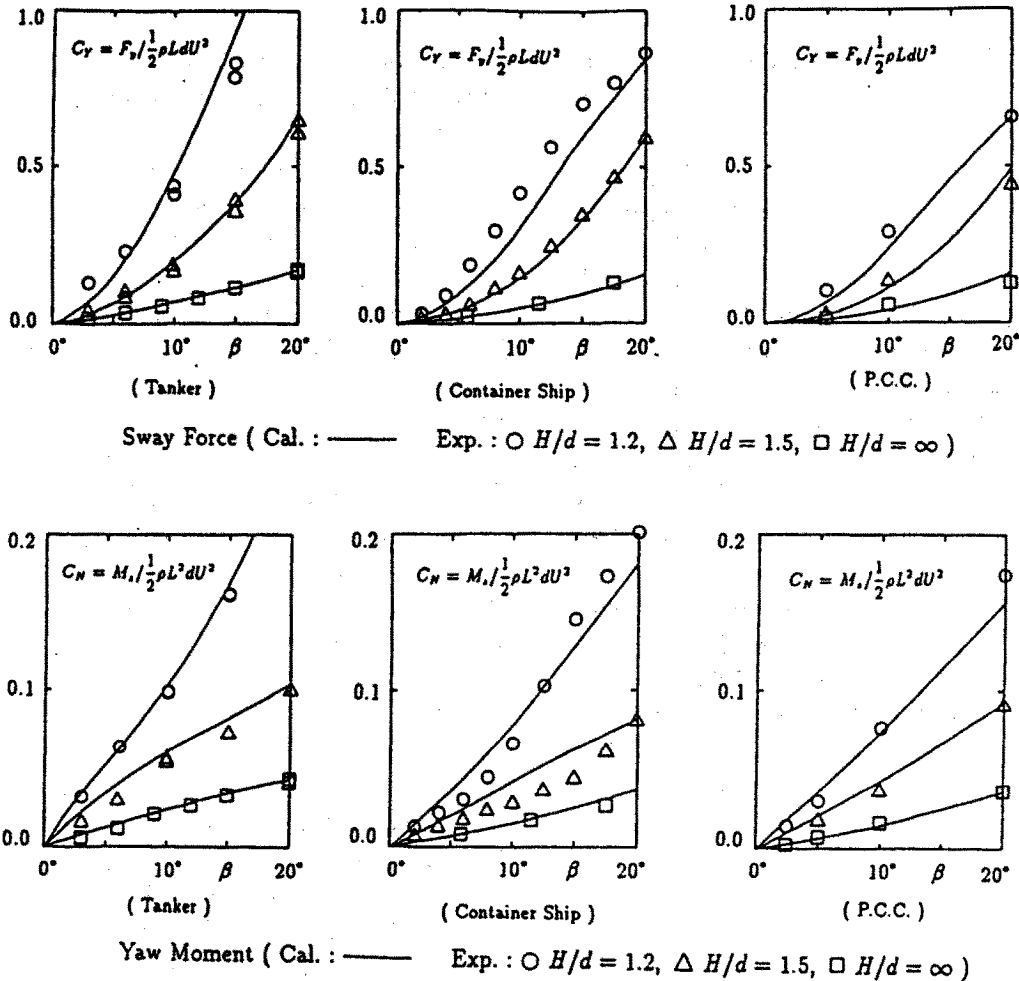 1.0
C_Y = F_y/½ρLdU²
0.5
0.0
0° 10° β 20°
( Tanker )
1.0
C_Y = F_y/½ρLdU²
0.5
0.0
0° 10° β 20°
( Container Ship )
1.0
C_Y = F_y/½ρLdU²
0.5
0.0
0° 10° β 20°
( P.C.C. )
Sway Force ( Cal. : —— Exp. : ○ H/d = 1.2, △ H/d = 1.5, □ H/d = ∞ )
0.2
C_N = M_z/½ρL²dU²
0.1
0.0
0° 10° β 20°
( Tanker )
0.2
C_N = M_z/½ρL²dU²
0.1
0.0
0° 10° β 20°
( Container Ship )
0.2
C_N = M_z/½ρL²dU²
0.1
0
0° 10° β 20°
( P.C.C. )
Yaw Moment ( Cal. : —— Exp. : ○ H/d = 1.2, △ H/d = 1.5, □ H/d = ∞ )